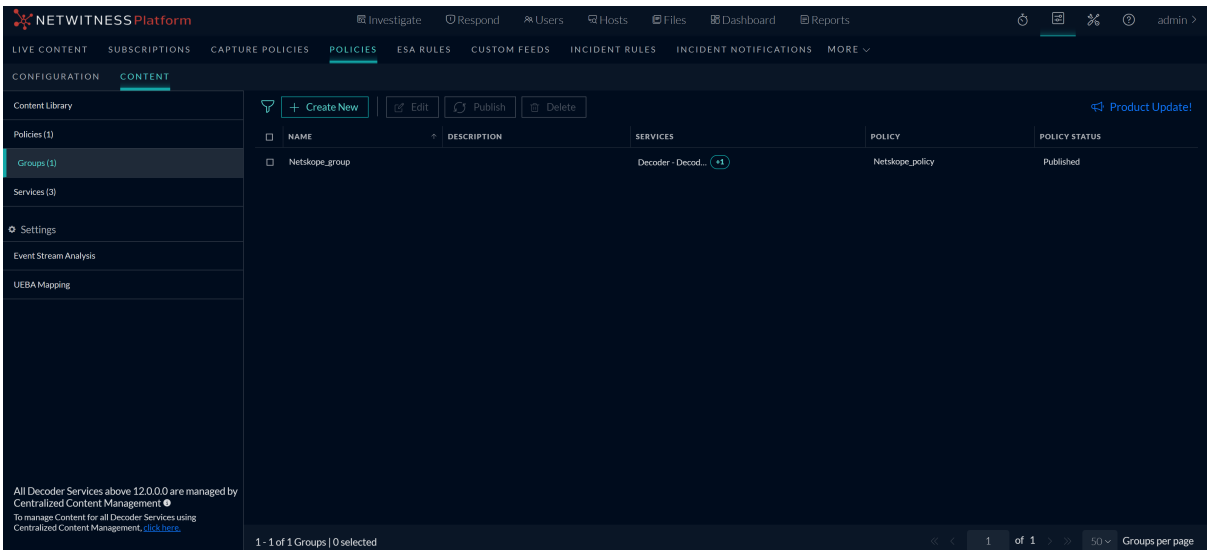 NETWITNESS Platform
Investigate Respond Users Hosts Files Dashboard Reports admin >
LIVE CONTENT SUBSCRIPTIONS CAPTURE POLICIES POLICIES ESA RULES CUSTOM FEEDS INCIDENT RULES INCIDENT NOTIFICATIONS MORE
CONFIGURATION CONTENT
Content Library
Policies (1)
Groups (1)
Services (3)
Settings
Event Stream Analysis
UEBA Mapping
All Decoder Services above 12.0.0.0 are managed by
Centralized Content Management
To manage Content for all Decoder Services using
Centralized Content Management, click here.
+ Create New Edit Publish Delete Product Update!
NAME ↑ DESCRIPTION SERVICES POLICY POLICY STATUS
Netskope_group Decoder - Decod... +1 Netskope_policy Published
1 - 1 of 1 Groups | 0 selected « < 1 of 1 > » 50 Groups per page